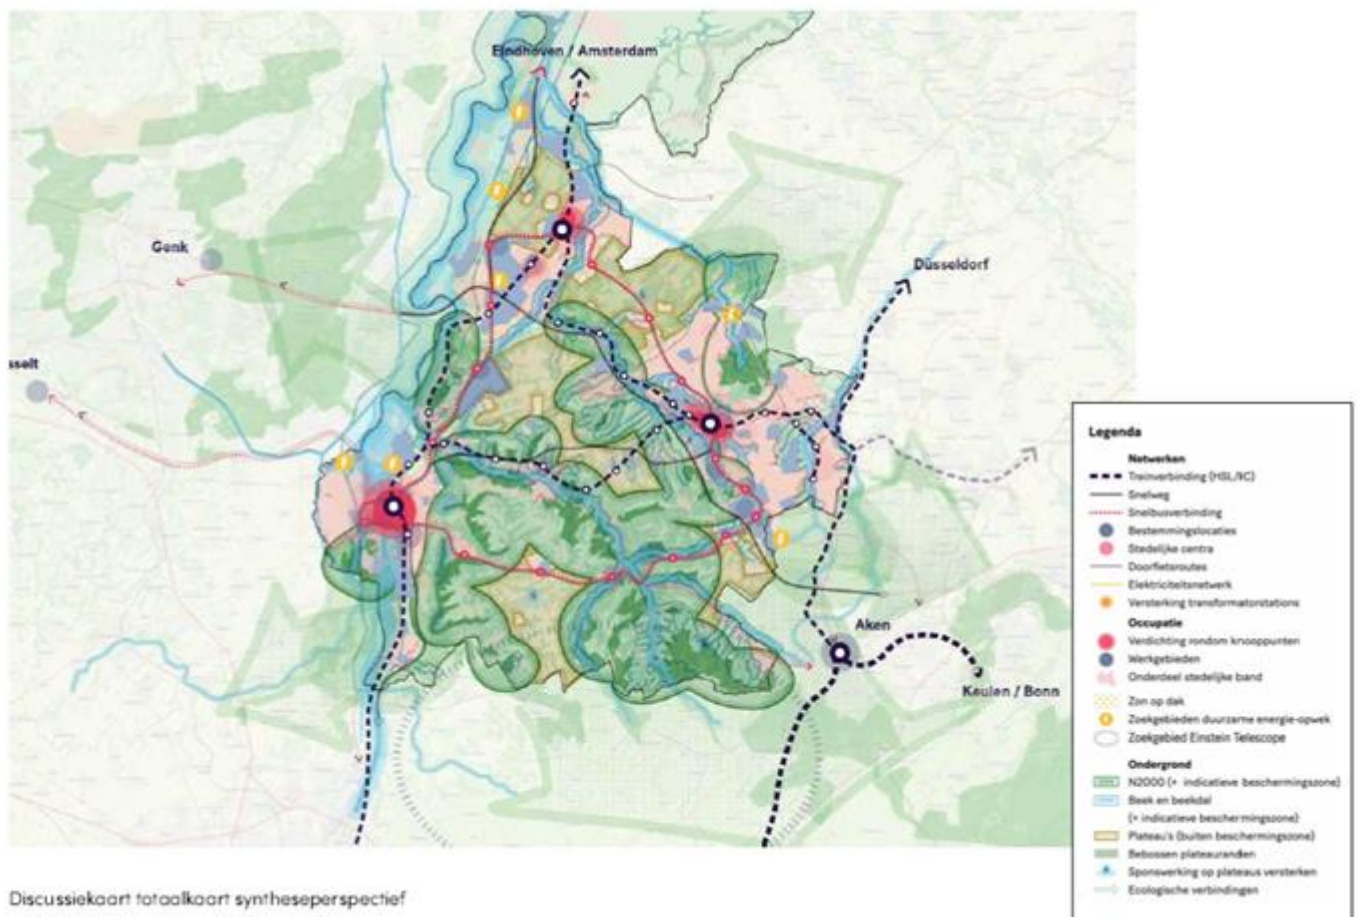 Eindhoven / Amsterdam
Genk
Düsseldorf
sselt
Aken
Keulen / Bonn
Legenda
Netwerken
Treinverbinding (HSL/IC)
Snelweg
Snelbusverbinding
Bestemmingslocaties
Stedelijke centra
Doorfietsroutes
Elektriciteitsnetwerk
Versterking transformatorstations
Occupatie
Verdichting rondom knooppunten
Werkgebieden
Onderdeel stedelijke band
Zon op dak
Zoekgebieden duurzame energie-opwek
Zoekgebied Einstein Telescope
Ondergrond
N2000 (+ indicatieve beschermingszone)
Beek en beekdal
(+ indicatieve beschermingszone)
Plateau's (buiten beschermingszone)
Bebossen plateauranden
Sponswerking op plateaus versterken
Ecologische verbindingen
Discussiekaart totaalkaart syntheseperspectief